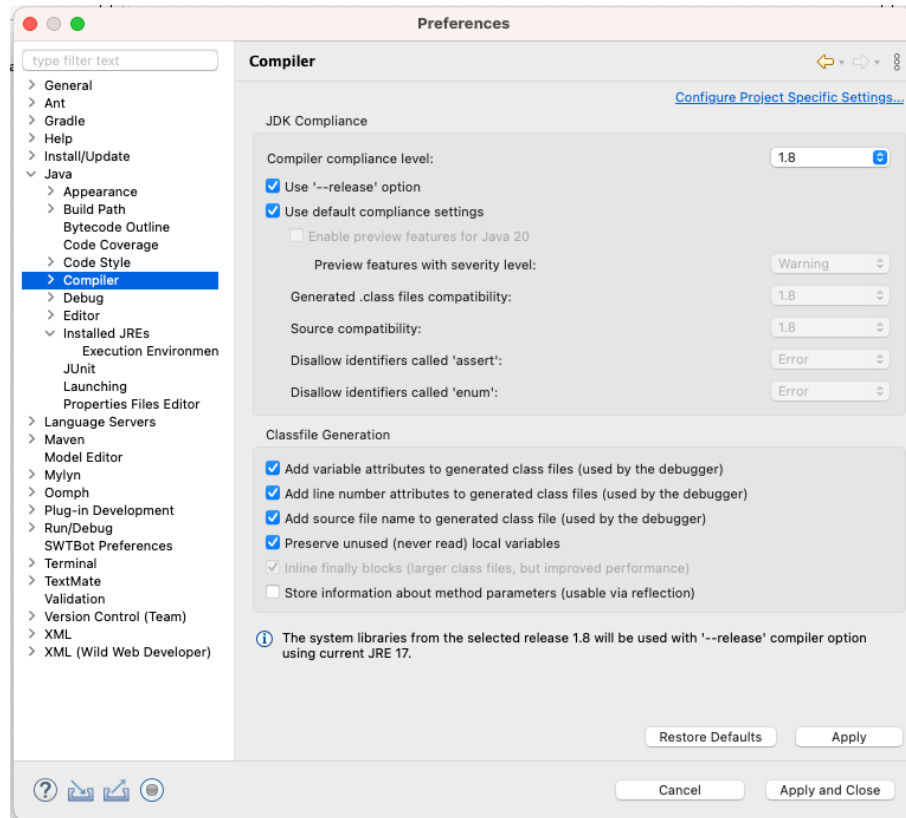 Preferences
type filter text
General
Ant
Gradle
Help
Install/Update
Java
Appearance
Build Path
Bytecode Outline
Code Coverage
Code Style
Compiler
Debug
Editor
Installed JREs
Execution Environmen
JUnit
Launching
Properties Files Editor
Language Servers
Maven
Model Editor
Mylyn
Oomph
Plug-in Development
Run/Debug
SWTBot Preferences
Terminal
TextMate
Validation
Version Control (Team)
XML
XML (Wild Web Developer)
Compiler
Configure Project Specific Settings...
JDK Compliance
Compiler compliance level: 1.8
Use '--release' option
Use default compliance settings
Enable preview features for Java 20
Preview features with severity level: Warning
Generated .class files compatibility: 1.8
Source compatibility: 1.8
Disallow identifiers called 'assert': Error
Disallow identifiers called 'enum': Error
Classfile Generation
Add variable attributes to generated class files (used by the debugger)
Add line number attributes to generated class files (used by the debugger)
Add source file name to generated class file (used by the debugger)
Preserve unused (never read) local variables
Inline finally blocks (larger class files, but improved performance)
Store information about method parameters (usable via reflection)
The system libraries from the selected release 1.8 will be used with '--release' compiler option
using current JRE 17.
Restore Defaults Apply
Cancel Apply and Close